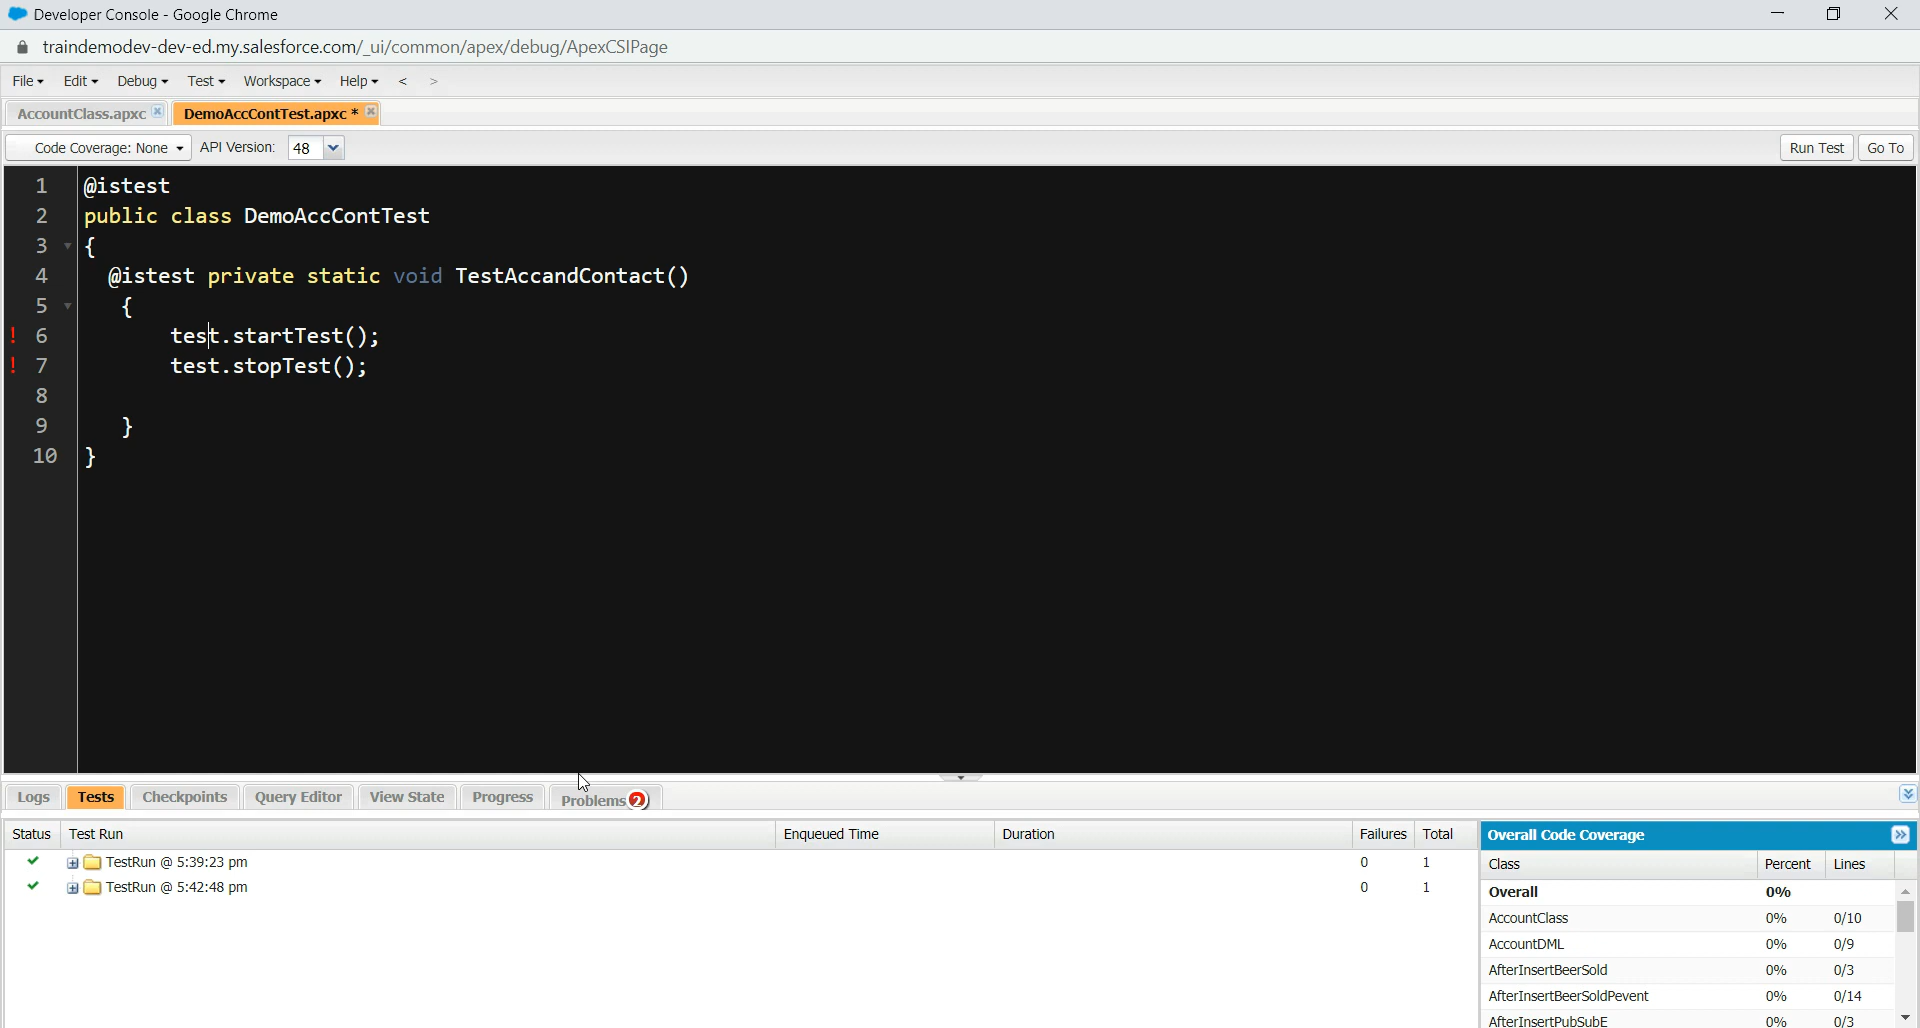 Developer Console - Google Chrome
traindemodev-dev-ed.my.salesforce.com/_ui/common/apex/debug/ApexCSIPage
File Edit Debug Test Workspace Help < >
AccountClass.apxc DemoAccContTest.apxc *
Code Coverage: None API Version: 48 Run Test Go To
1 @istest
2 public class DemoAccContTest
3 {
4 @istest private static void TestAccandContact()
5 {
! 6 test.startTest();
! 7 test.stopTest();
8
9 }
10 }
Logs Tests Checkpoints Query Editor View State Progress Problems 2
Status Test Run Enqueued Time Duration Failures Total
TestRun @ 5:39:23 pm 0 1
TestRun @ 5:42:48 pm 0 1
Overall Code Coverage
Class Percent Lines
Overall 0%
AccountClass 0% 0/10
AccountDML 0% 0/9
AfterInsertBeerSold 0% 0/3
AfterInsertBeerSoldPevent 0% 0/14
AfterInsertPubSubE 0% 0/3